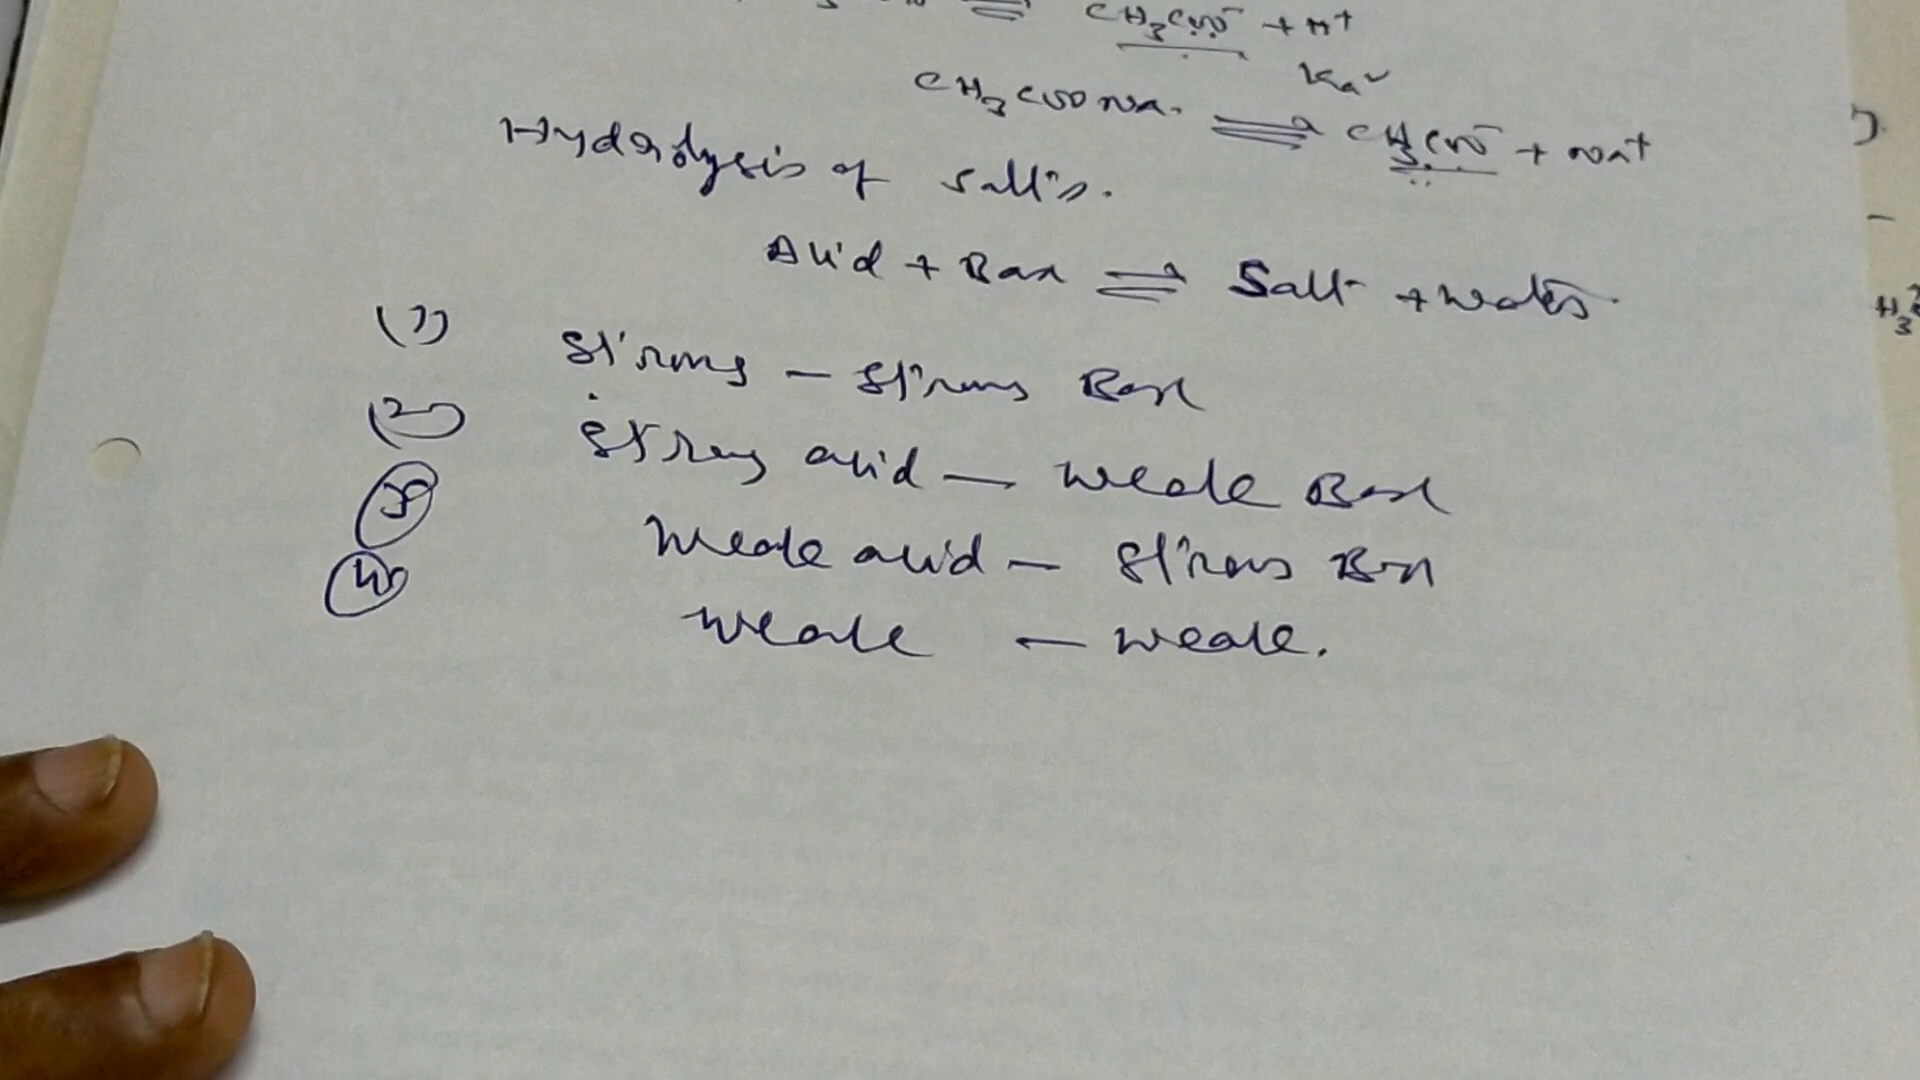 ⇌ CH₃COO⁻ + H⁺
Ka
CH₃COONa. ⇌ CH₃COO⁻ + Na⁺
Hydrolysis of salts.
Acid + Base ⇌ Salt + water.
(1) Strong — Strong Base
(2) Strong acid — weak Base
(3) weak acid — Strong Base
(4) weak — weak.
H₃